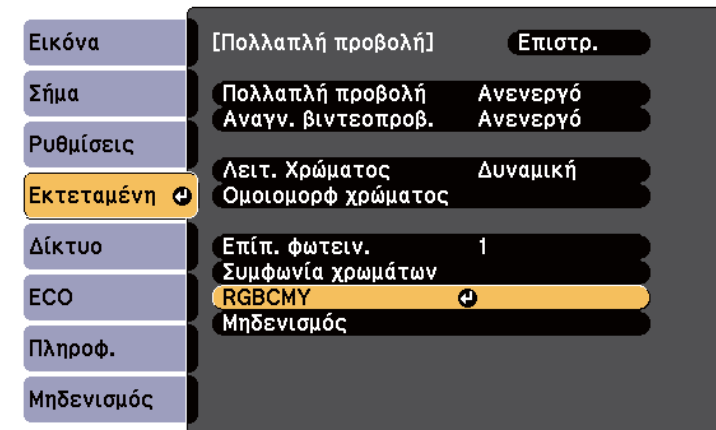 Εικόνα
Σήμα
Ρυθμίσεις
Εκτεταμένη
Δίκτυο
ECO
Πληροφ.
Μηδενισμός
[Πολλαπλή προβολή] Επιστρ.
Πολλαπλή προβολή Ανενεργό
Αναγν. βιντεοπροβ. Ανενεργό
Λειτ. Χρώματος Δυναμική
Ομοιομορφ χρώματος
Επίπ. φωτειν. 1
Συμφωνία χρωμάτων
RGBCMY
Μηδενισμός